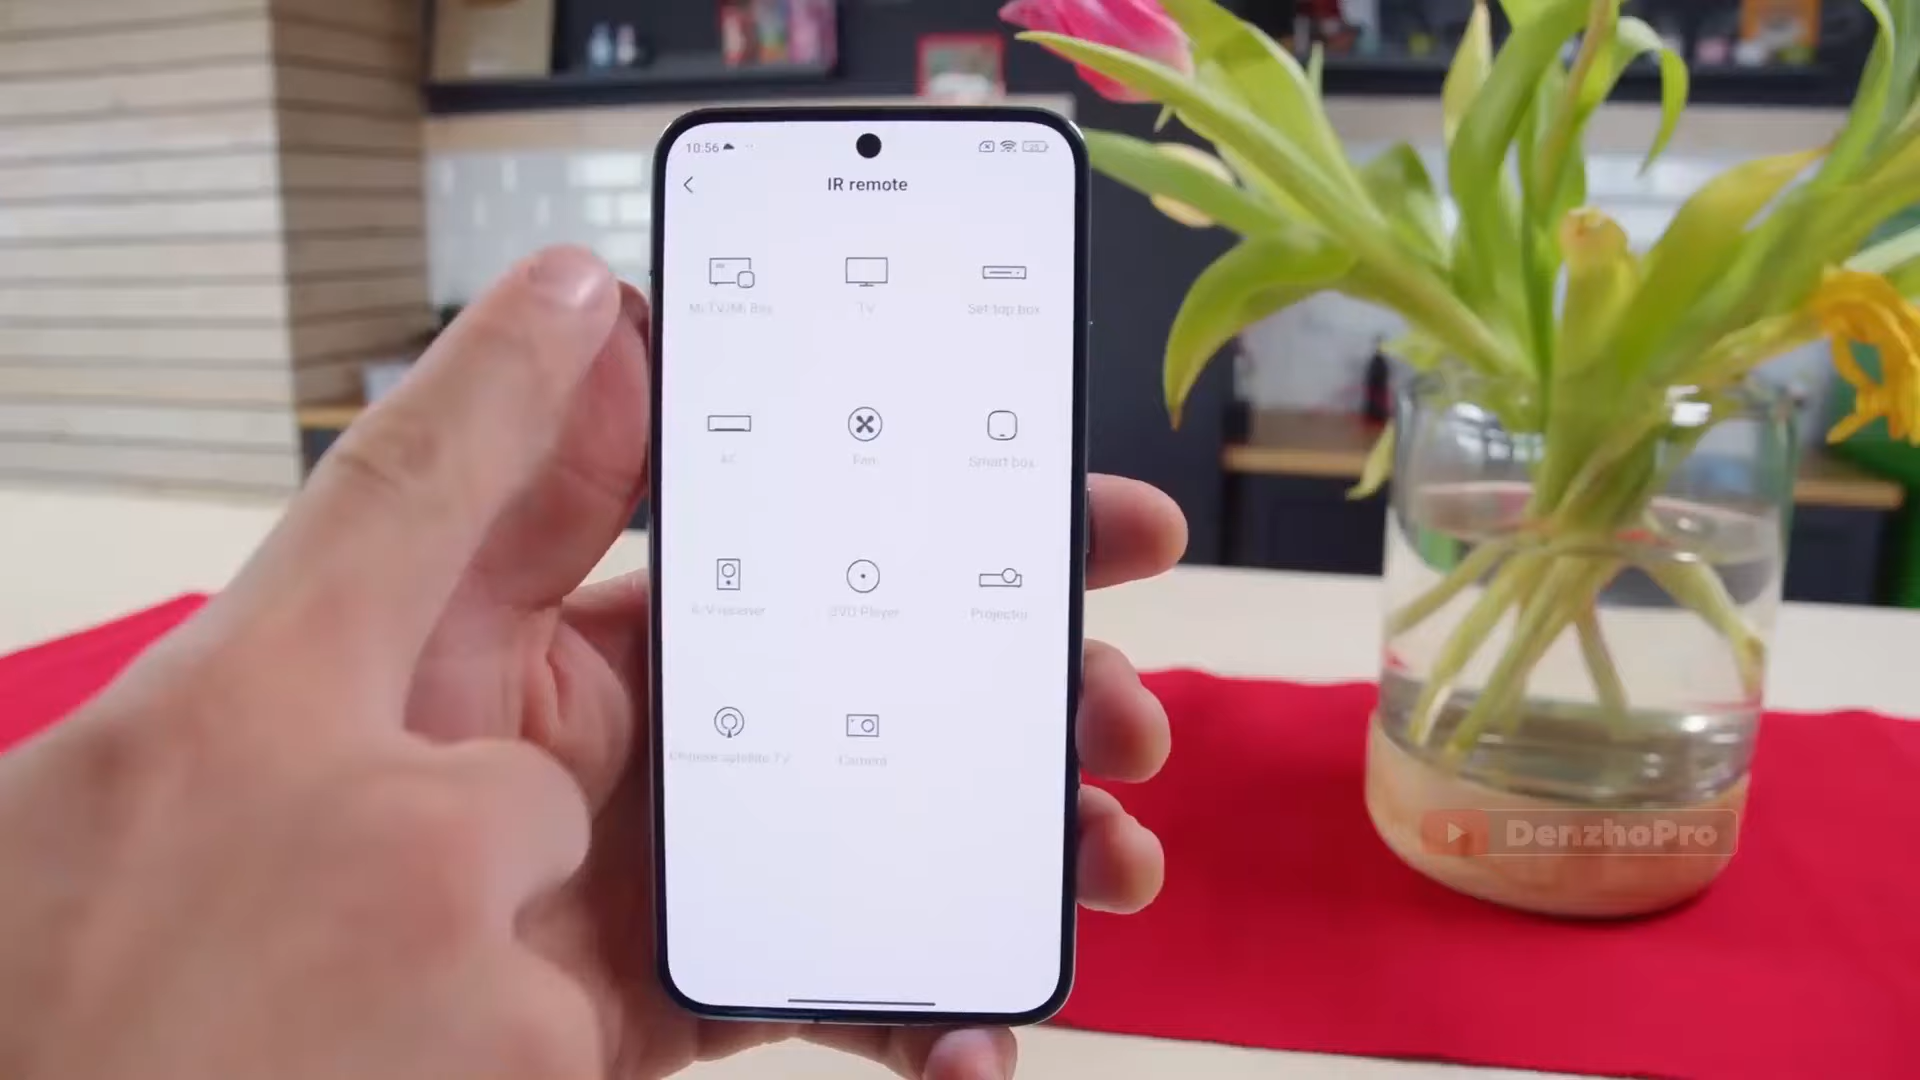 10:56
IR remote
Mi TV/Mi Box
TV
Set top box
AC
Fan
Smart box
A/V receiver
DVD Player
Projector
Camera
DenzhoPro